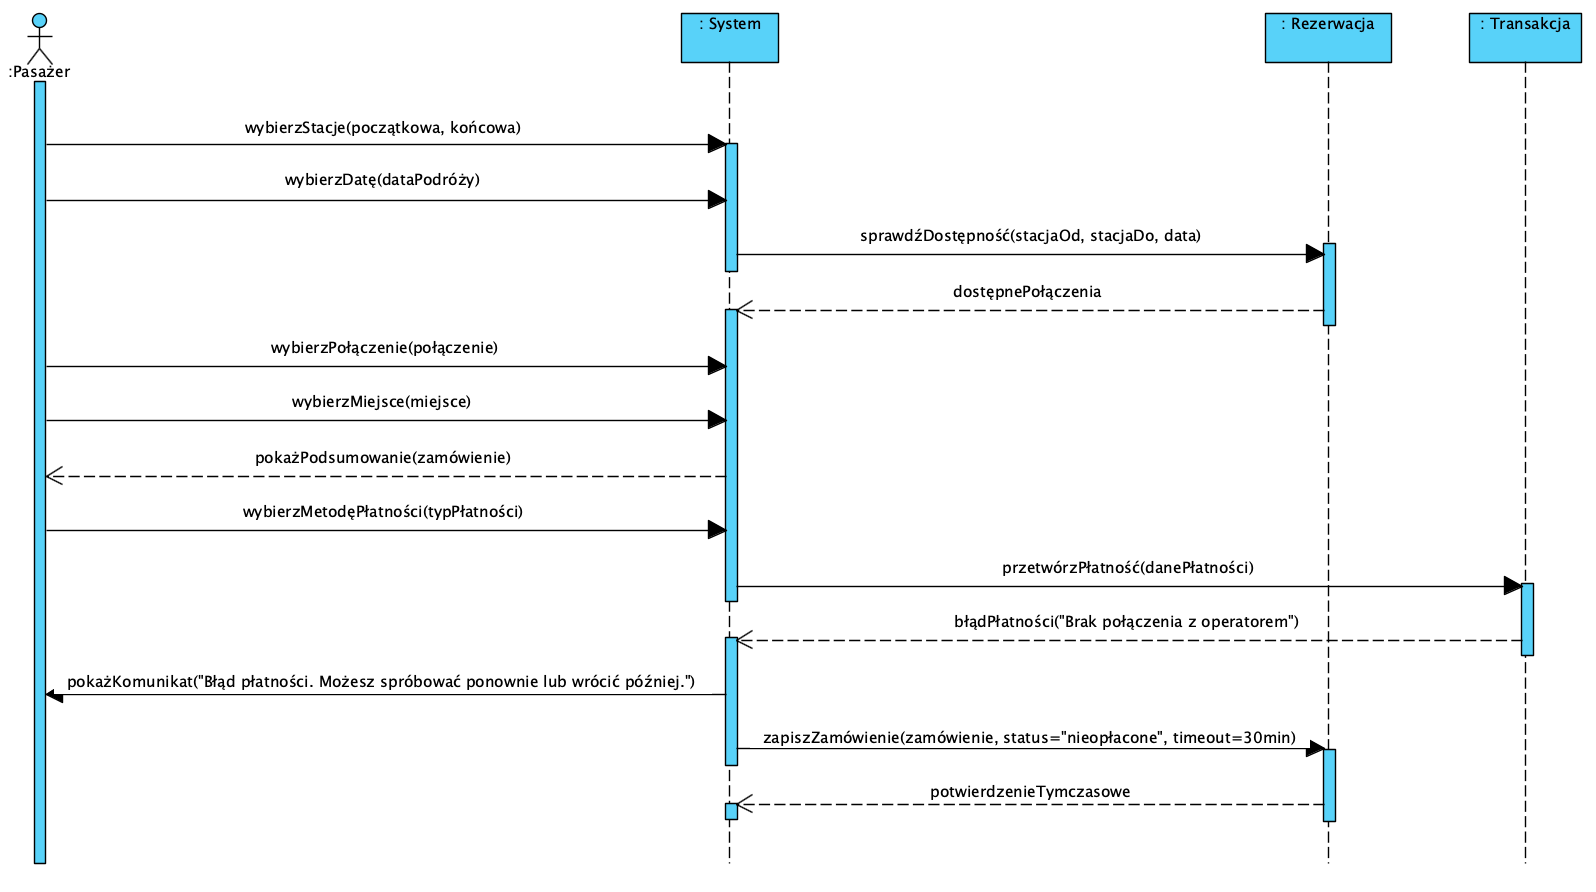 :Pasażer
: System
: Rezerwacja
: Transakcja
wybierzStacje(początkowa, końcowa)
wybierzDatę(dataPodróży)
sprawdźDostępność(stacjaOd, stacjaDo, data)
dostępnePołączenia
wybierzPołączenie(połączenie)
wybierzMiejsce(miejsce)
pokażPodsumowanie(zamówienie)
wybierzMetodęPłatności(typPłatności)
przetwórzPłatność(danePłatności)
błądPłatności("Brak połączenia z operatorem")
pokażKomunikat("Błąd płatności. Możesz spróbować ponownie lub wrócić później.")
zapiszZamówienie(zamówienie, status="nieopłacone", timeout=30min)
potwierdzenieTymczasowe